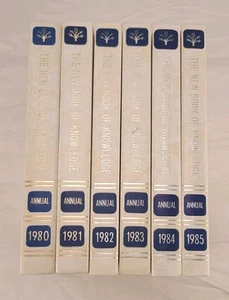 THE NEW BOOK OF KNOWLEDGE
ANNUAL
1980
THE NEW BOOK OF KNOWLEDGE
ANNUAL
1981
THE NEW BOOK OF KNOWLEDGE
ANNUAL
1982
THE NEW BOOK OF KNOWLEDGE
ANNUAL
1983
THE NEW BOOK OF KNOWLEDGE
ANNUAL
1984
THE NEW BOOK OF KNOWLEDGE
ANNUAL
1985